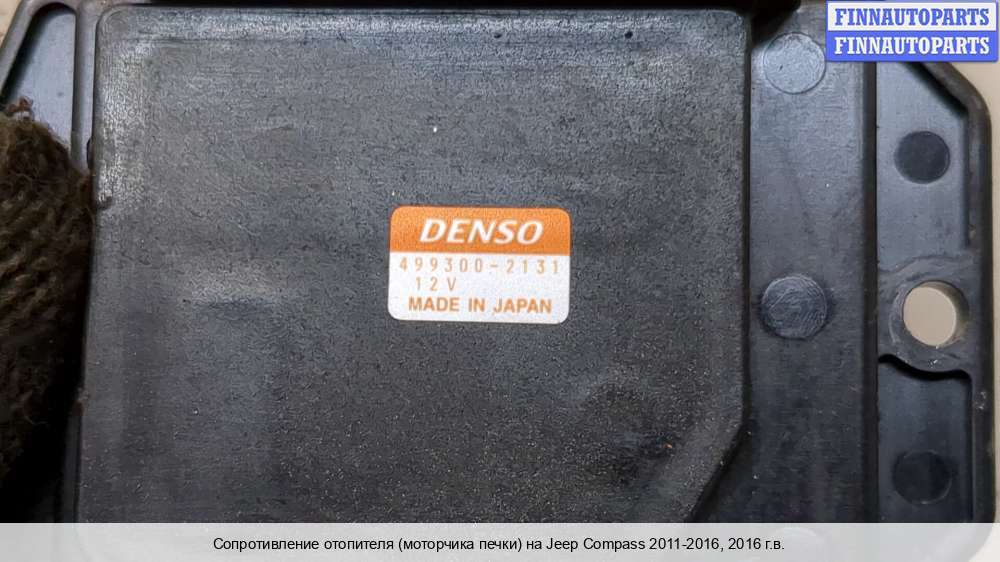 FINNAUTOPARTS
FINNAUTOPARTS
DENSO
499300-2131
12V
MADE IN JAPAN
Сопротивление отопителя (моторчика печки) на Jeep Compass 2011-2016, 2016 г.в.